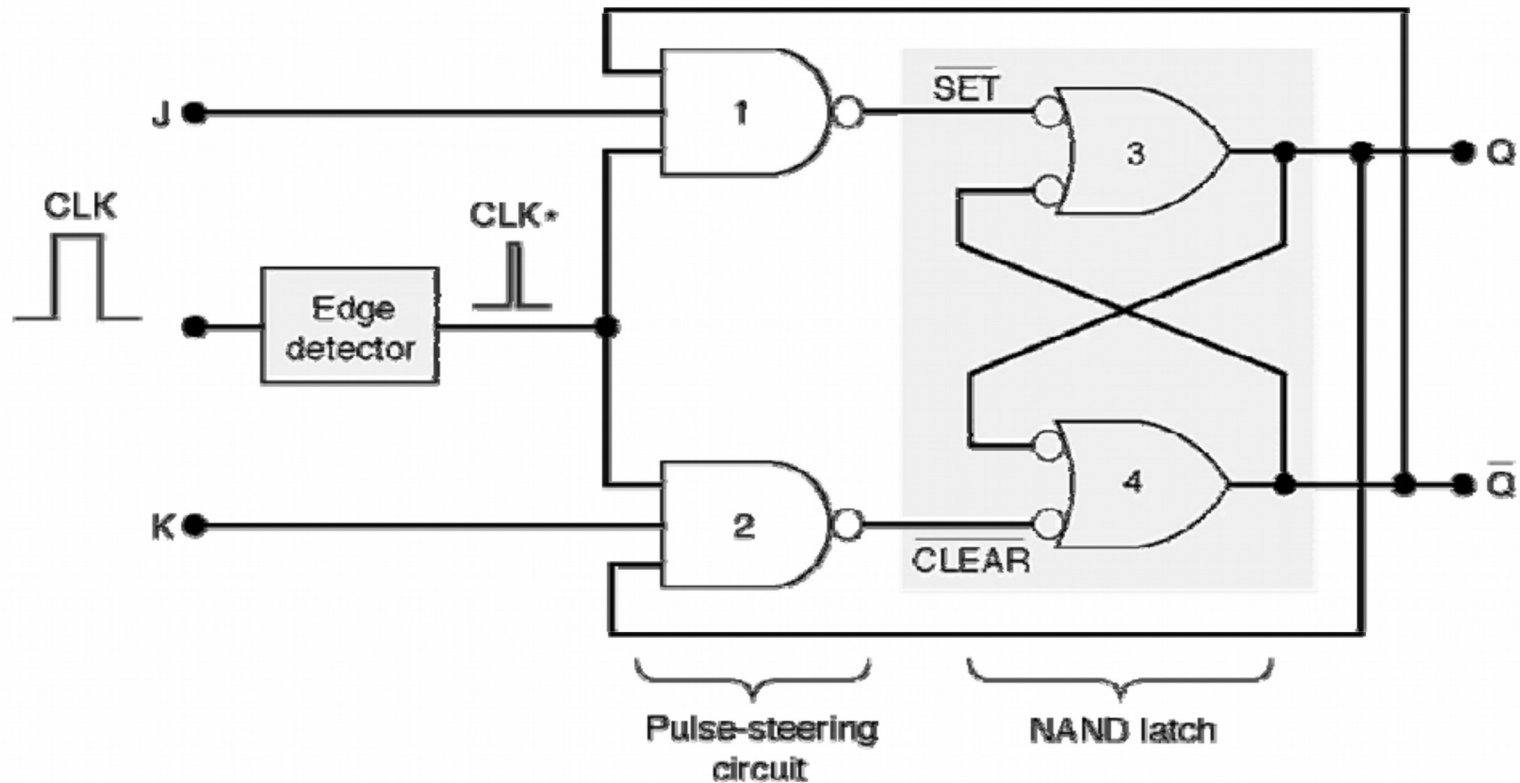 J
1
SET
3
Q
CLK
CLK*
Edge
detector
K
2
CLEAR
4
Q̅
Pulse-steering
circuit
NAND latch